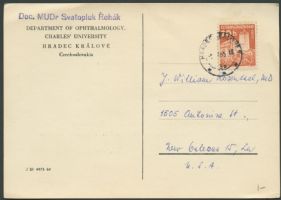 Doc. MUDr Svatopluk Řehák
DEPARTMENT OF OPHTHALMOLOGY,
CHARLES' UNIVERSITY
HRADEC KRÁLOVÉ
Czechoslovakia
J. William Rosenthal, MD
1505 Antonine St.,
New Orleans 15, La
U.S.A.